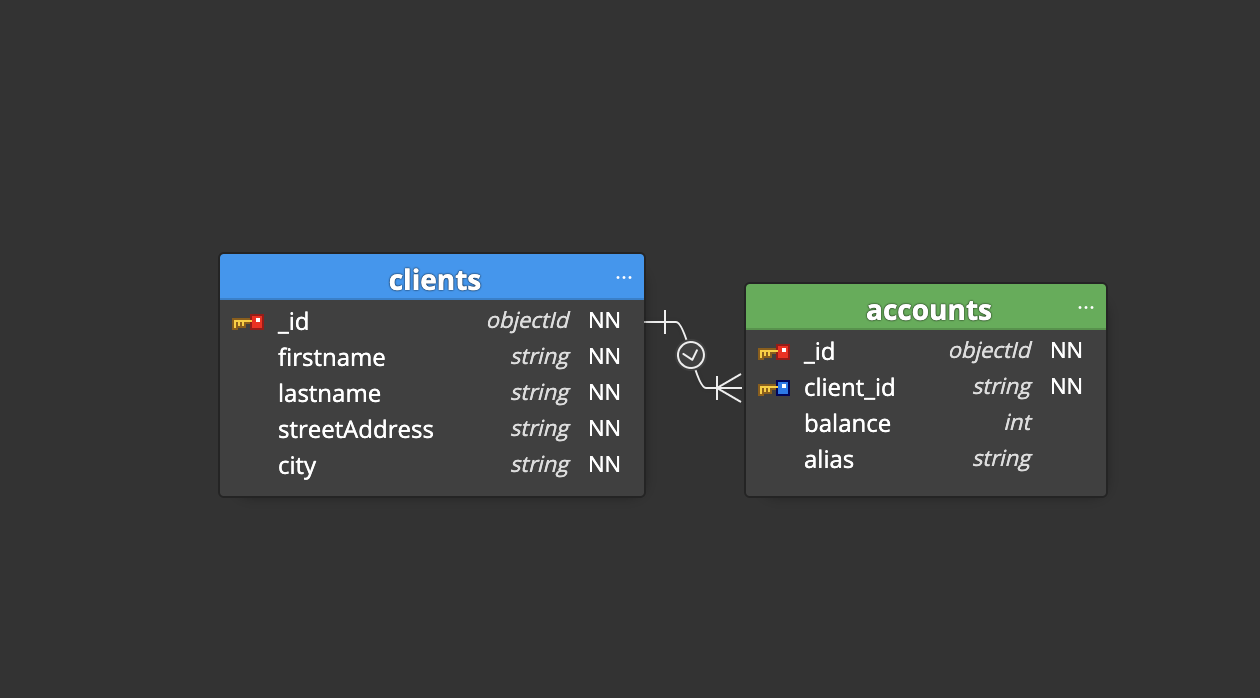 clients ...
_id objectId NN
firstname string NN
lastname string NN
streetAddress string NN
city string NN
accounts ...
_id objectId NN
client_id string NN
balance int
alias string